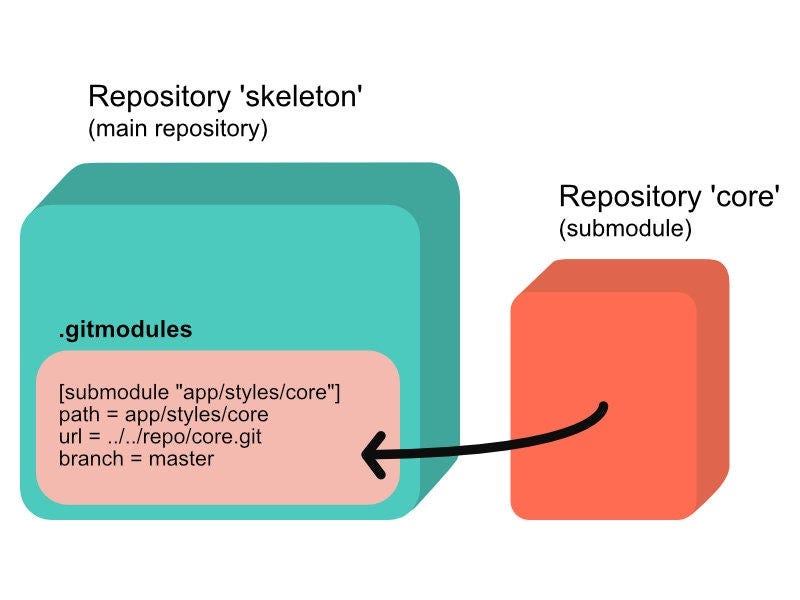 Repository 'skeleton'
(main repository)
Repository 'core'
(submodule)
.gitmodules
[submodule "app/styles/core"]
path = app/styles/core
url = ../../repo/core.git
branch = master